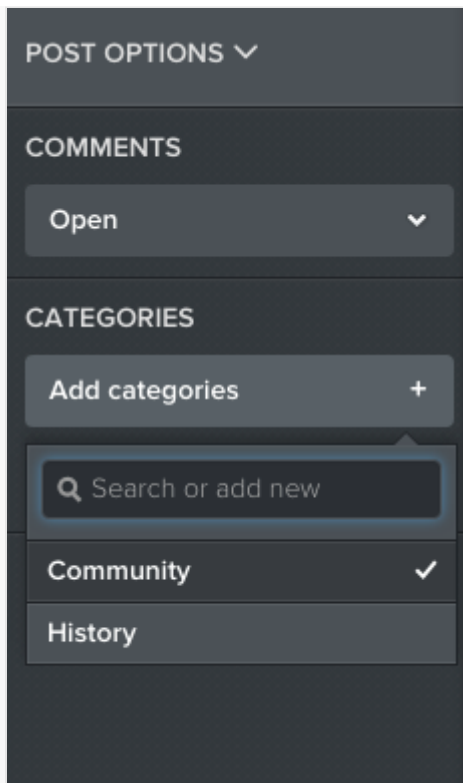 POST OPTIONS
COMMENTS
Open
CATEGORIES
Add categories +
Search or add new
Community
History